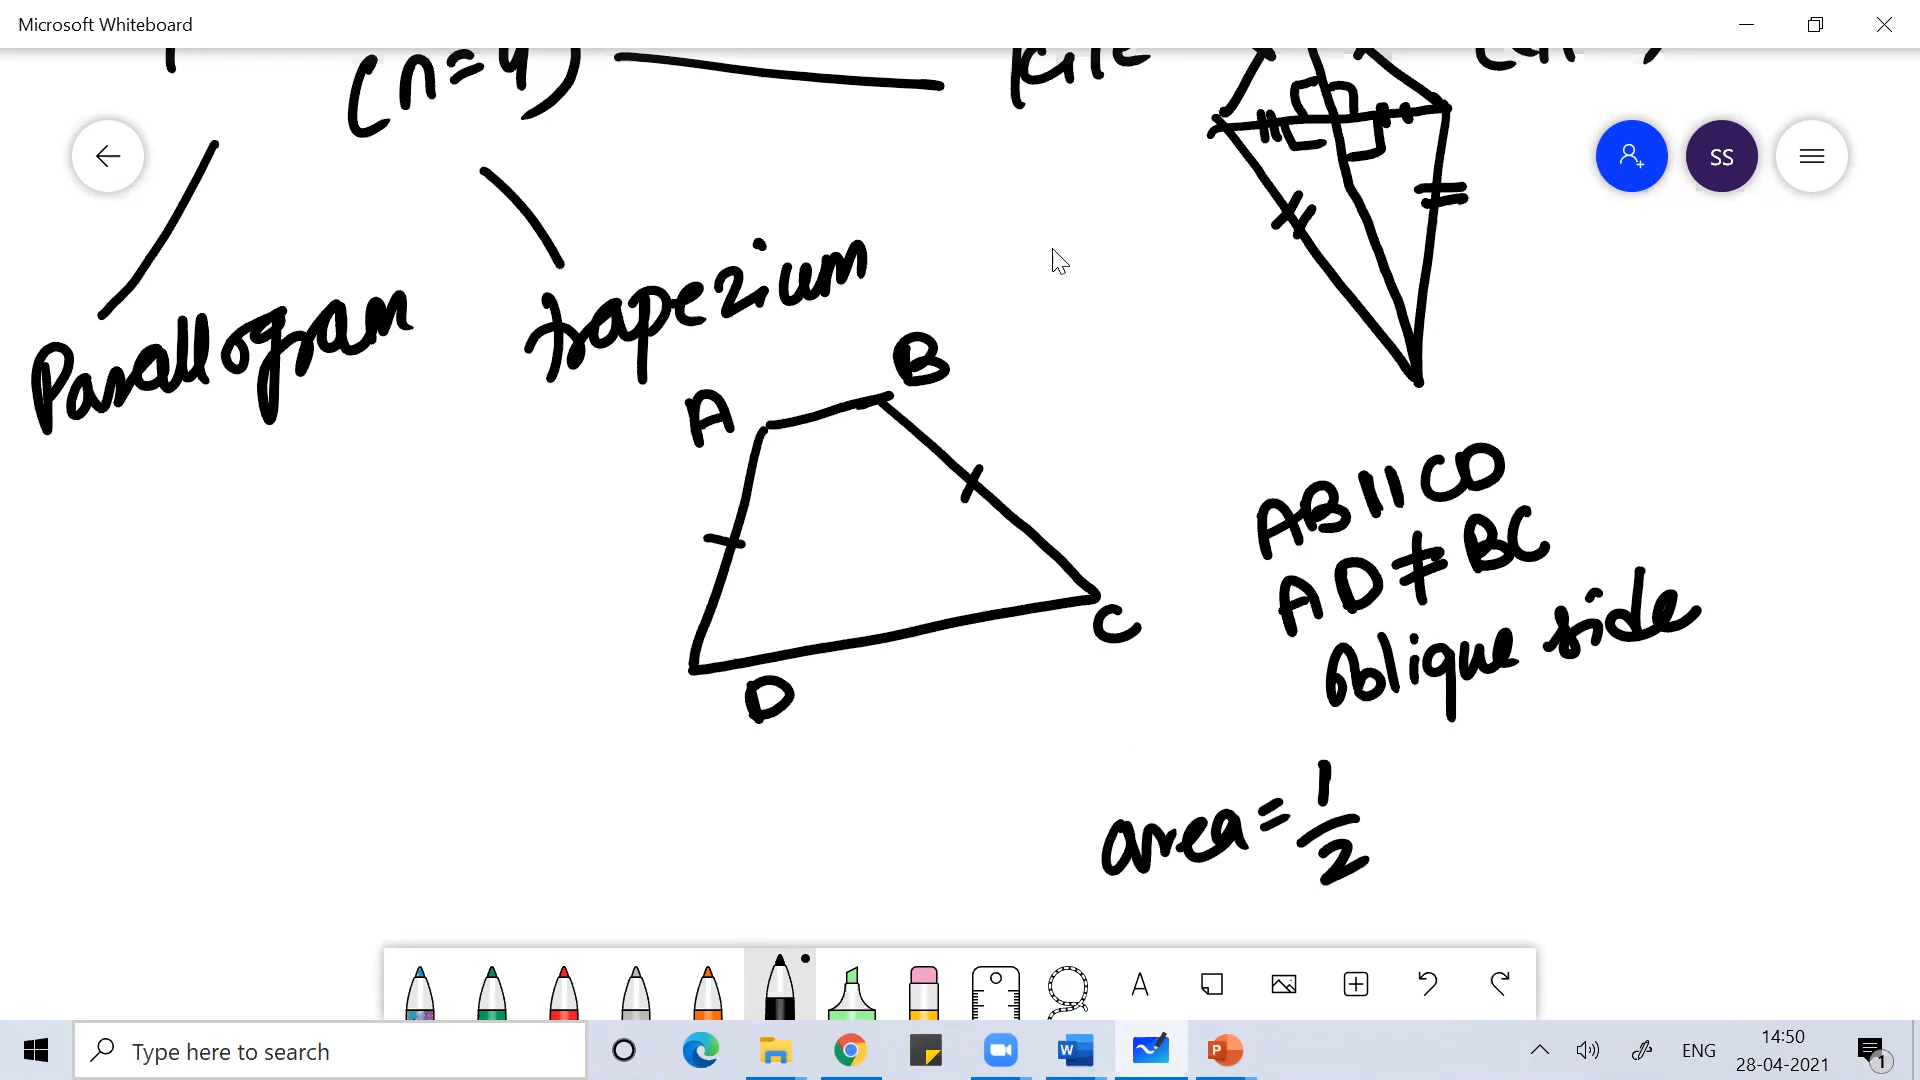 Microsoft Whiteboard
(n=4)
SS
Parallogram
trapezium
A
B
C
D
AB || CD
AD ≠ BC
oblique side
area = 1/2
A
Type here to search
ENG
14:50
28-04-2021
1